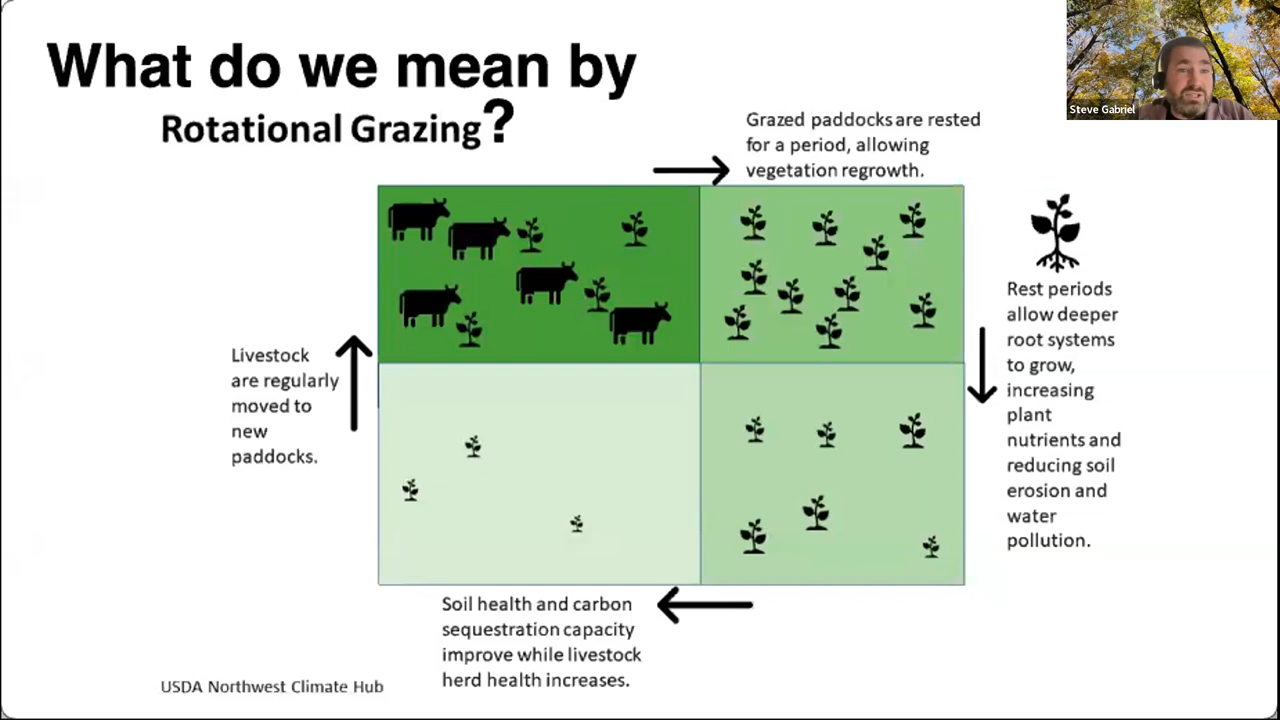 What do we mean by
Rotational Grazing?
Steve Gabriel
Grazed paddocks are rested
for a period, allowing
vegetation regrowth.
Rest periods
allow deeper
root systems
to grow,
increasing
plant
nutrients and
reducing soil
erosion and
water
pollution.
Livestock
are regularly
moved to
new
paddocks.
Soil health and carbon
sequestration capacity
improve while livestock
herd health increases.
USDA Northwest Climate Hub